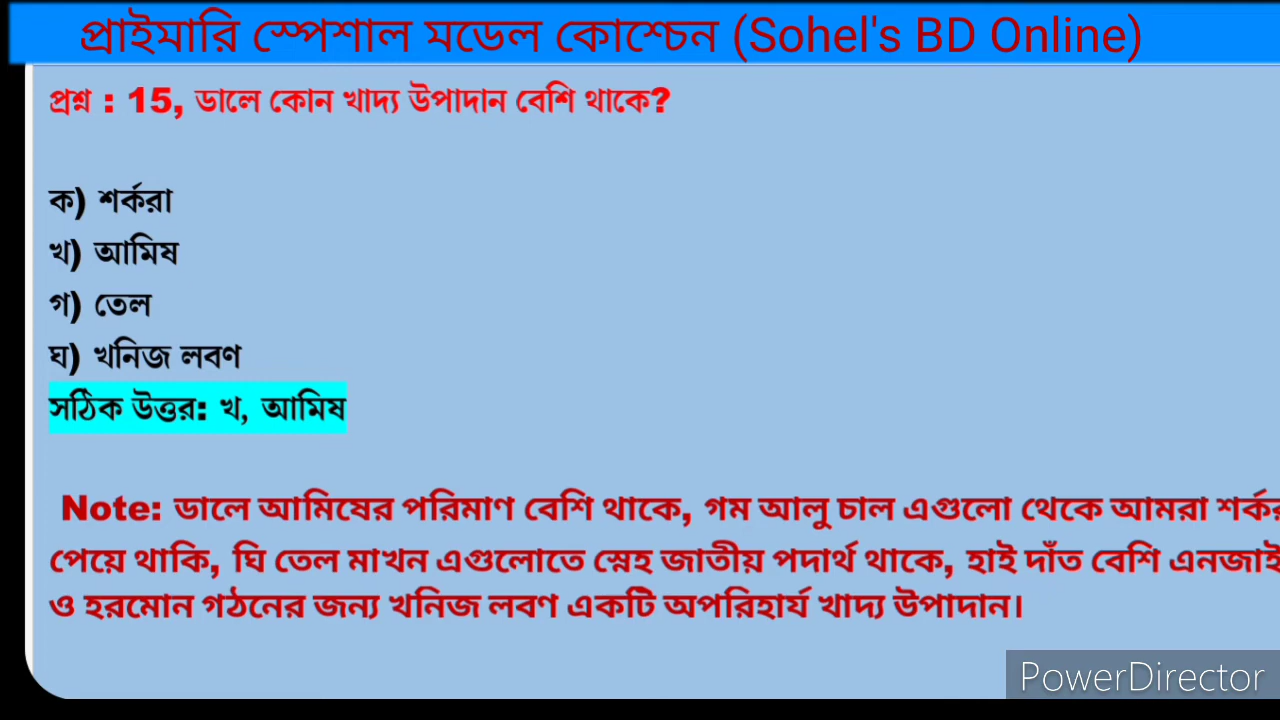 প্রাইমারি স্পেশাল মডেল কোশ্চেন (Sohel's BD Online)
প্রশ্ন : 15, ডালে কোন খাদ্য উপাদান বেশি থাকে?
ক) শর্করা
খ) আমিষ
গ) তেল
ঘ) খনিজ লবণ
সঠিক উত্তর: খ, আমিষ
Note: ডালে আমিষের পরিমাণ বেশি থাকে, গম আলু চাল এগুলো থেকে আমরা
পেয়ে থাকি, ঘি তেল মাখন এগুলোতে স্নেহ জাতীয় পদার্থ থাকে, হাই দাঁত বেশি
ও হরমোন গঠনের জন্য খনিজ লবণ একটি অপরিহার্য খাদ্য উপাদান।
PowerDirector